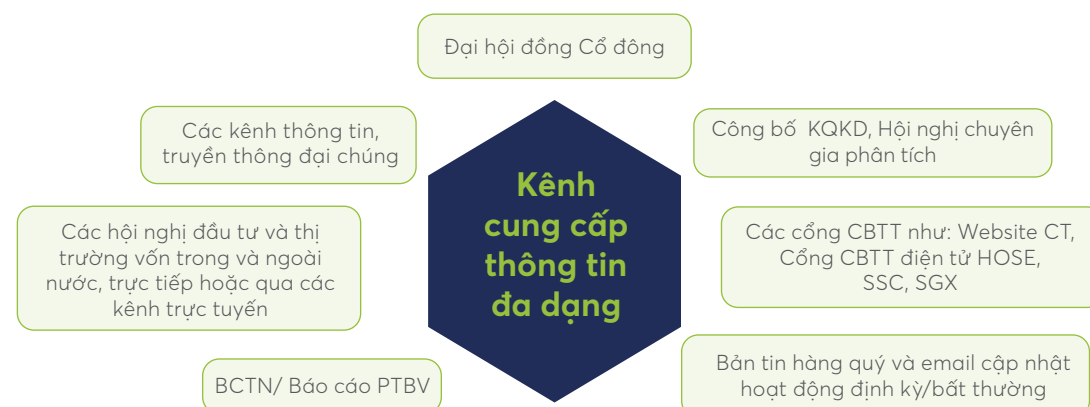 Đại hội đồng Cổ đông
Các kênh thông tin,
truyền thông đại chúng
Công bố KQKD, Hội nghị chuyên
gia phân tích
Kênh
cung cấp
thông tin
đa dạng
Các hội nghị đầu tư và thị
trường vốn trong và ngoài
nước, trực tiếp hoặc qua các
kênh trực tuyến
Các cổng CBTT như: Website CT,
Cổng CBTT điện tử HOSE,
SSC, SGX
BCTN/ Báo cáo PTBV
Bản tin hàng quý và email cập nhật
hoạt động định kỳ/bất thường